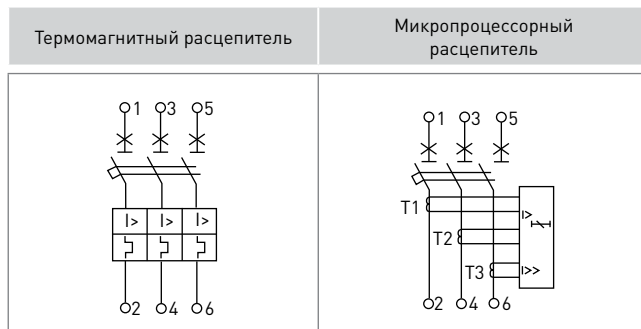 Термомагнитный расцепитель
Микропроцессорный
расцепитель
1 3 5
I> I> I>
2 4 6
1 3 5
T1
I>
T2
T3
I>>
2 4 6